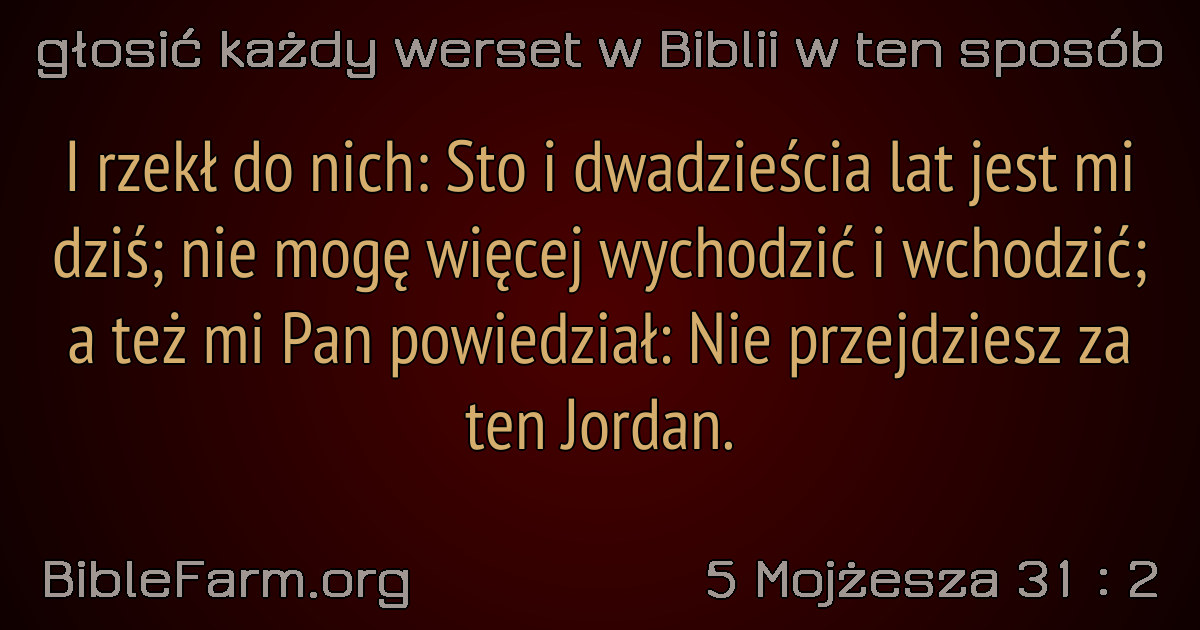 głosić każdy werset w Biblii w ten sposób
I rzekł do nich: Sto i dwadzieścia lat jest mi
dziś; nie mogę więcej wychodzić i wchodzić;
a też mi Pan powiedział: Nie przejdziesz za
ten Jordan.
BibleFarm.org
5 Mojżesza 31 : 2